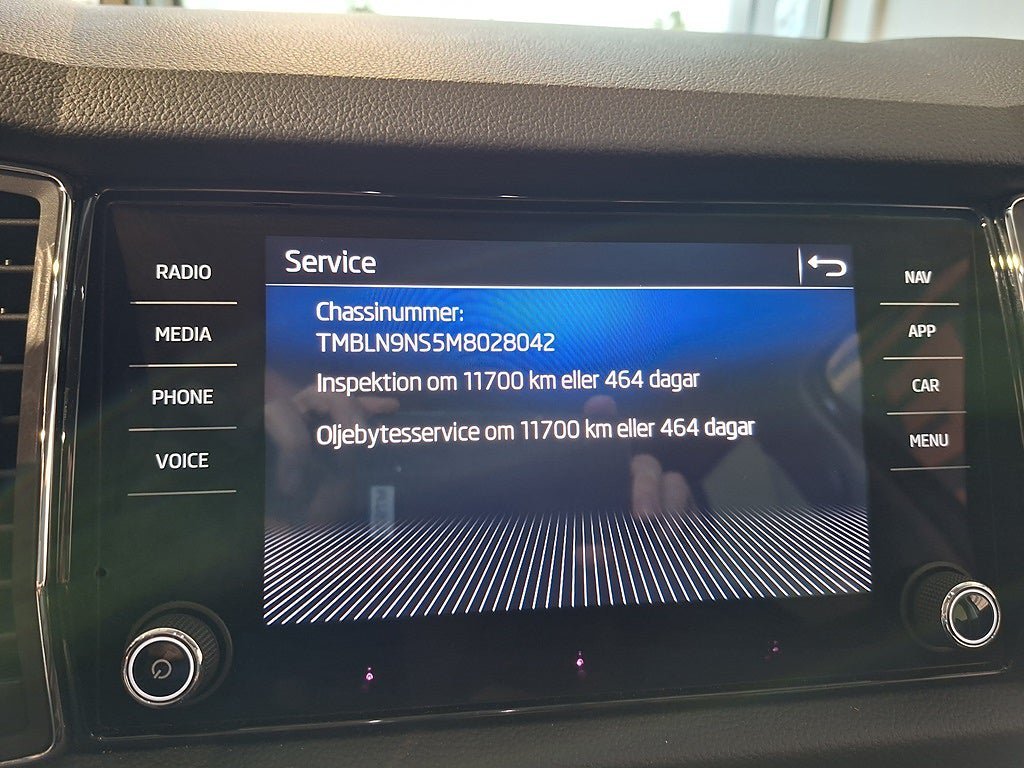 Service
RADIO
MEDIA
PHONE
VOICE
Chassinummer:
TMBLN9NS5M8028042
Inspektion om 11700 km eller 464 dagar
Oljebytesservice om 11700 km eller 464 dagar
NAV
APP
CAR
MENU